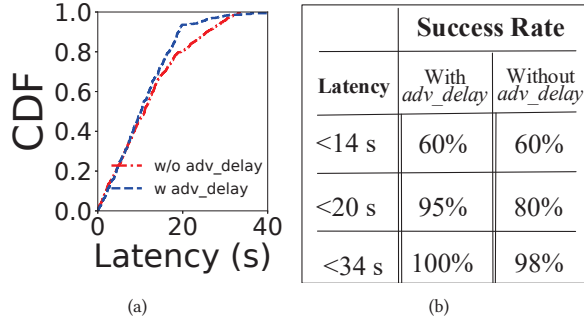 1.0
0.8
0.6
0.4
0.2
0.0
CDF
w/o adv_delay
w adv_delay
0 20 40
Latency (s)
(a)
Success Rate
Latency With adv_delay Without adv_delay
<14 s 60% 60%
<20 s 95% 80%
<34 s 100% 98%
(b)